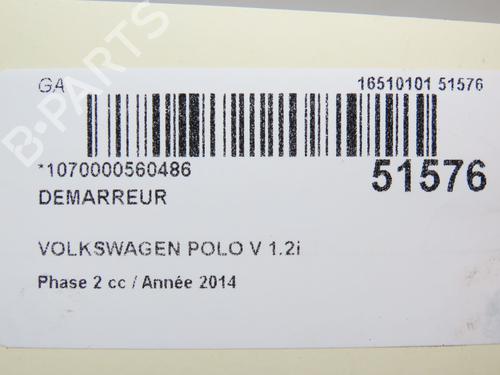 GA 16510101 51576
*1070000560486 51576
DEMARREUR
VOLKSWAGEN POLO V 1.2i
Phase 2 cc / Année 2014
B-PARTS